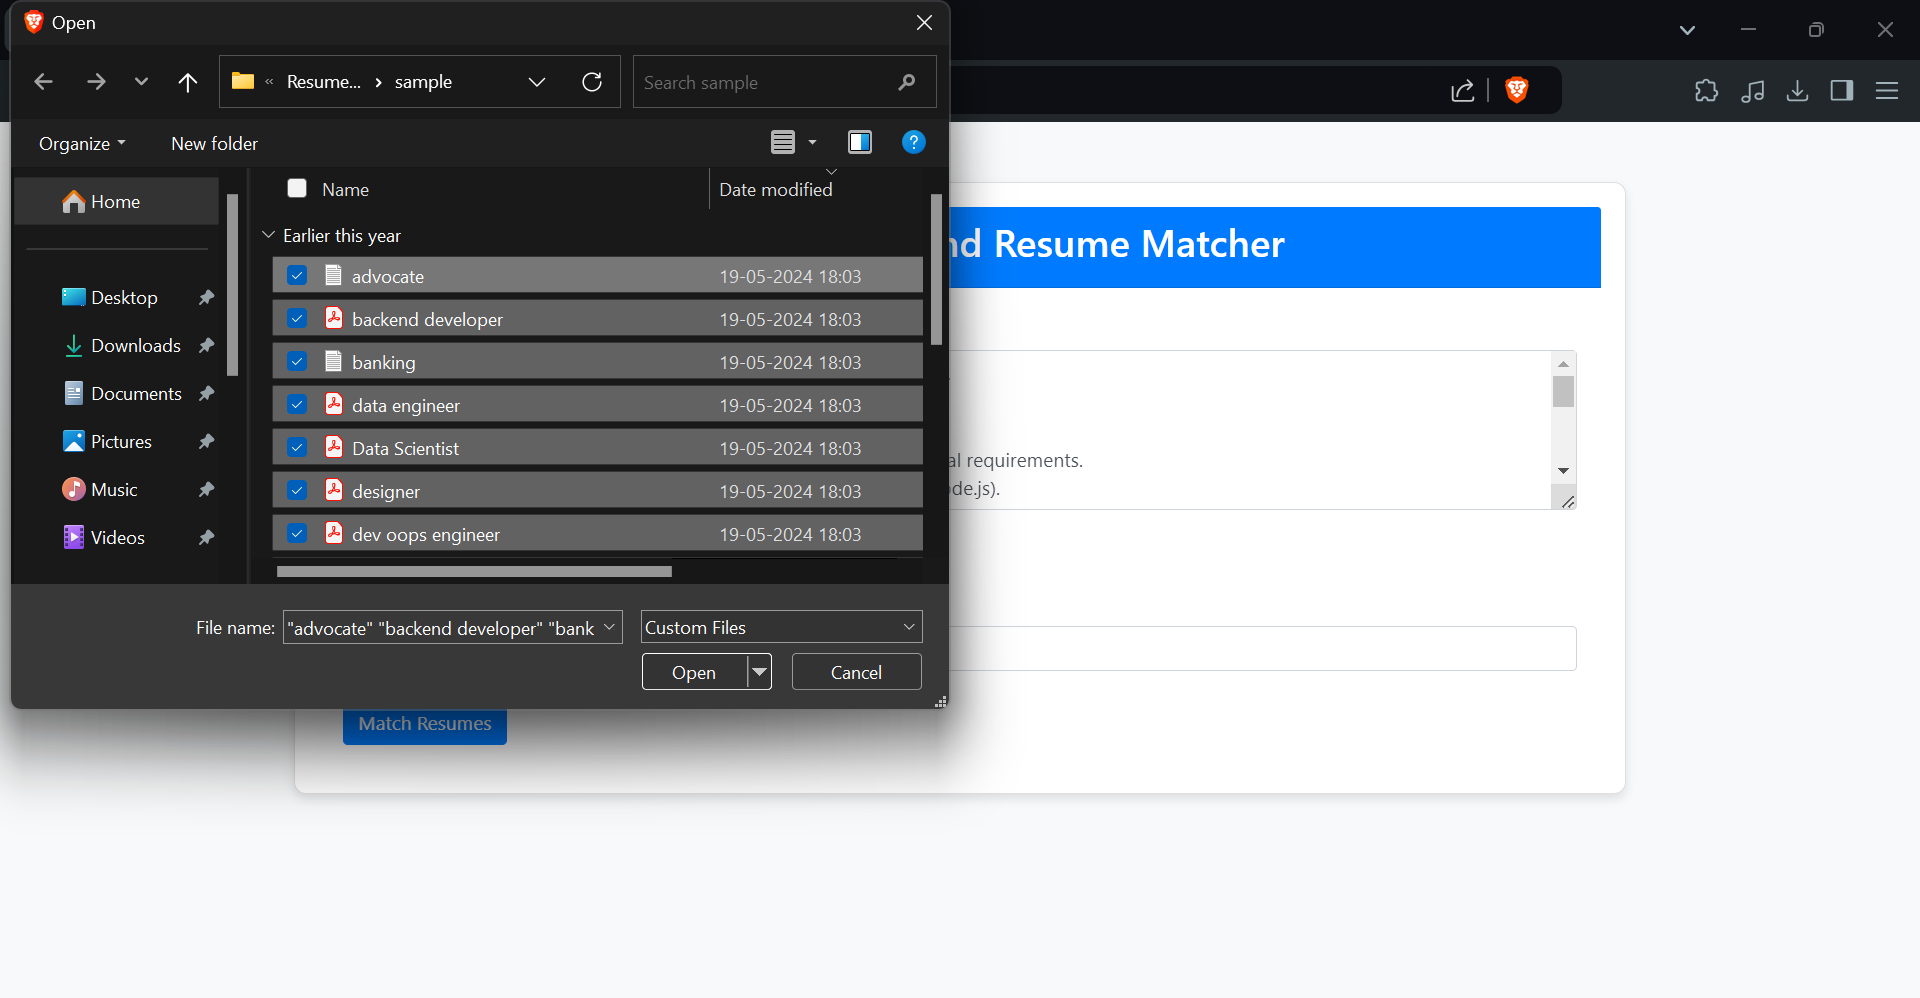 Open
« Resume... › sample
Search sample
Organize
New folder
?
Home
Desktop
Downloads
Documents
Pictures
Music
Videos
Name
Date modified
Earlier this year
advocate 19-05-2024 18:03
backend developer 19-05-2024 18:03
banking 19-05-2024 18:03
data engineer 19-05-2024 18:03
Data Scientist 19-05-2024 18:03
designer 19-05-2024 18:03
dev oops engineer 19-05-2024 18:03
File name: "advocate" "backend developer" "bank
Custom Files
Open
Cancel
nd Resume Matcher
al requirements.
de.js).
Match Resumes